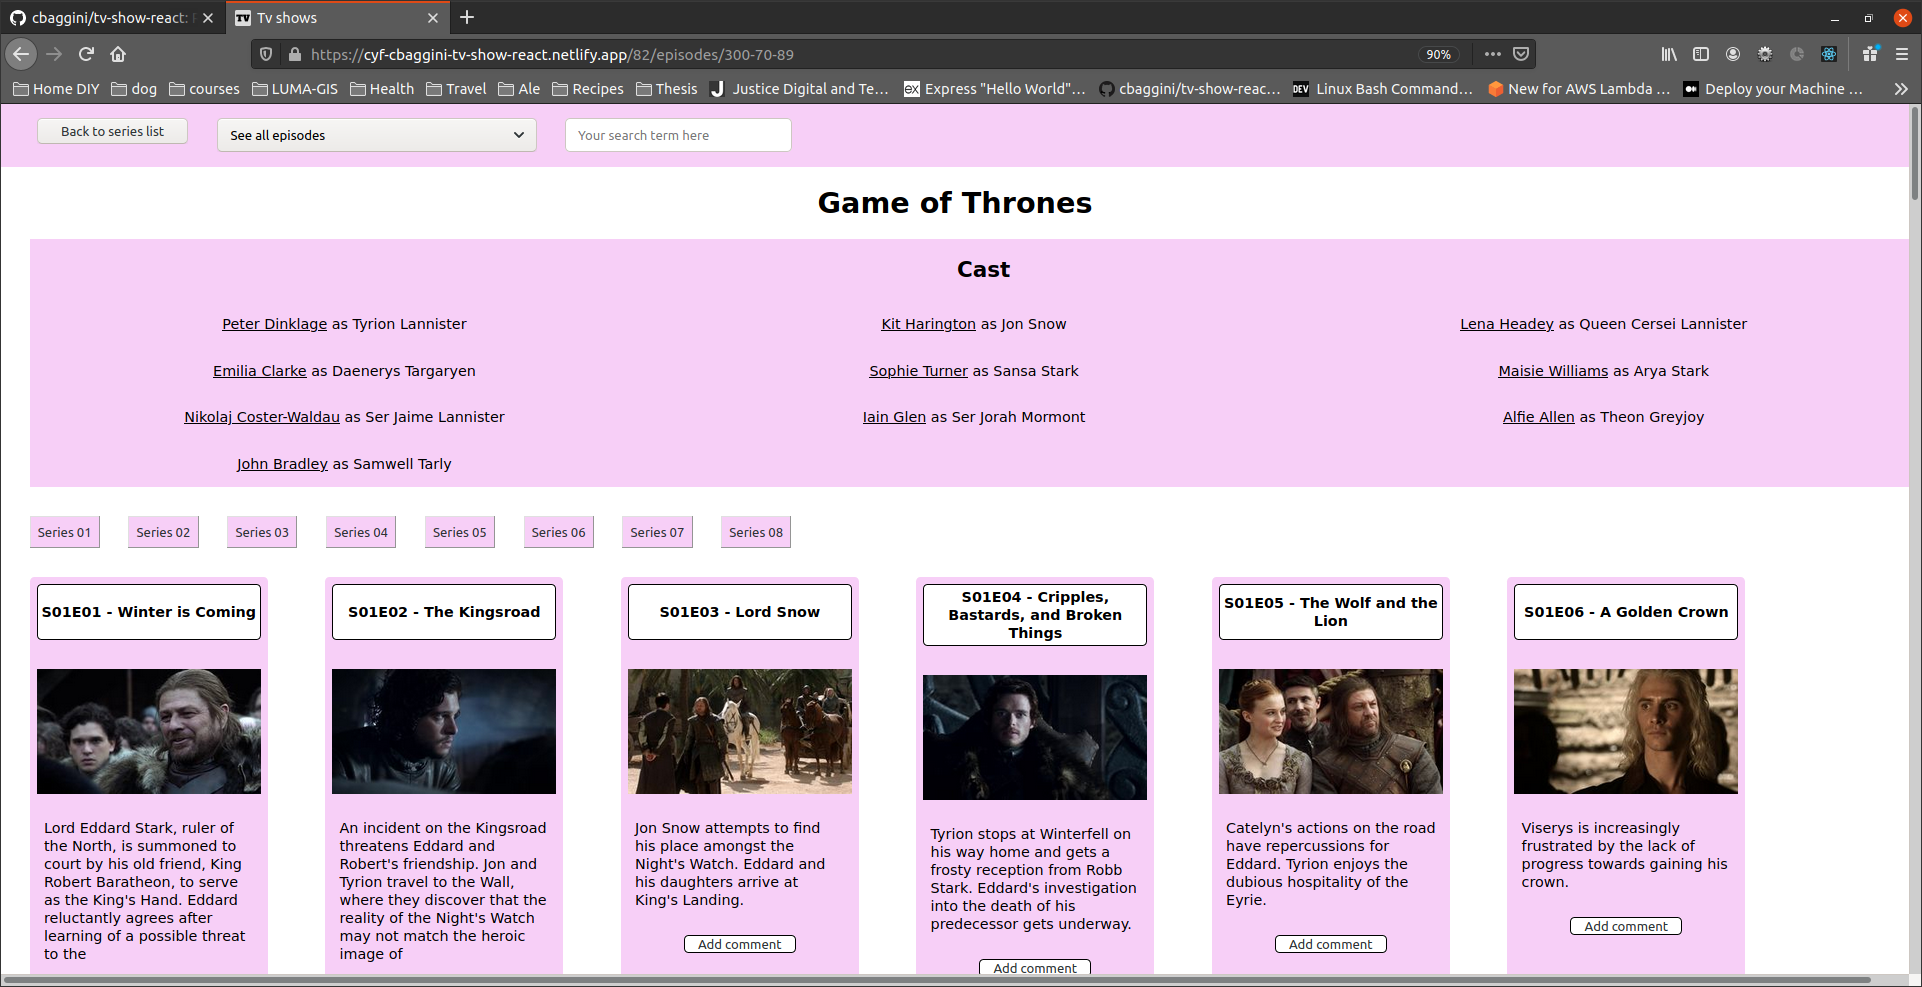 cbaggini/tv-show-react:
Tv shows
https://cyf-cbaggini-tv-show-react.netlify.app/82/episodes/300-70-89
90%
Home DIY
dog
courses
LUMA-GIS
Health
Travel
Ale
Recipes
Thesis
Justice Digital and Te...
Express "Hello World"...
cbaggini/tv-show-reac...
Linux Bash Command...
New for AWS Lambda ...
Deploy your Machine ...
Back to series list
See all episodes
Your search term here
Game of Thrones
Cast
Peter Dinklage as Tyrion Lannister
Kit Harington as Jon Snow
Lena Headey as Queen Cersei Lannister
Emilia Clarke as Daenerys Targaryen
Sophie Turner as Sansa Stark
Maisie Williams as Arya Stark
Nikolaj Coster-Waldau as Ser Jaime Lannister
Iain Glen as Ser Jorah Mormont
Alfie Allen as Theon Greyjoy
John Bradley as Samwell Tarly
Series 01
Series 02
Series 03
Series 04
Series 05
Series 06
Series 07
Series 08
S01E01 - Winter is Coming
Lord Eddard Stark, ruler of
the North, is summoned to
court by his old friend, King
Robert Baratheon, to serve
as the King's Hand. Eddard
reluctantly agrees after
learning of a possible threat
to the
S01E02 - The Kingsroad
An incident on the Kingsroad
threatens Eddard and
Robert's friendship. Jon and
Tyrion travel to the Wall,
where they discover that the
reality of the Night's Watch
may not match the heroic
image of
S01E03 - Lord Snow
Jon Snow attempts to find
his place amongst the
Night's Watch. Eddard and
his daughters arrive at
King's Landing.
Add comment
S01E04 - Cripples,
Bastards, and Broken
Things
Tyrion stops at Winterfell on
his way home and gets a
frosty reception from Robb
Stark. Eddard's investigation
into the death of his
predecessor gets underway.
Add comment
S01E05 - The Wolf and the
Lion
Catelyn's actions on the road
have repercussions for
Eddard. Tyrion enjoys the
dubious hospitality of the
Eyrie.
Add comment
S01E06 - A Golden Crown
Viserys is increasingly
frustrated by the lack of
progress towards gaining his
crown.
Add comment